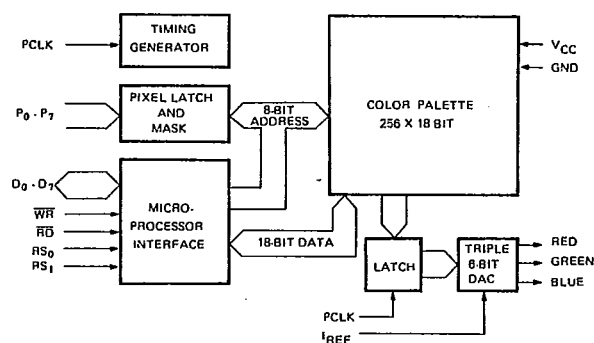 TIMING
GENERATOR
PCLK
PIXEL LATCH
AND
MASK
P0 - P7
8-BIT
ADDRESS
COLOR PALETTE
256 X 18 BIT
VCC
GND
D0 - D7
WR
RD
RS0
RS1
MICRO-
PROCESSOR
INTERFACE
18-BIT DATA
LATCH
TRIPLE
6-BIT
DAC
RED
GREEN
BLUE
PCLK
IREF